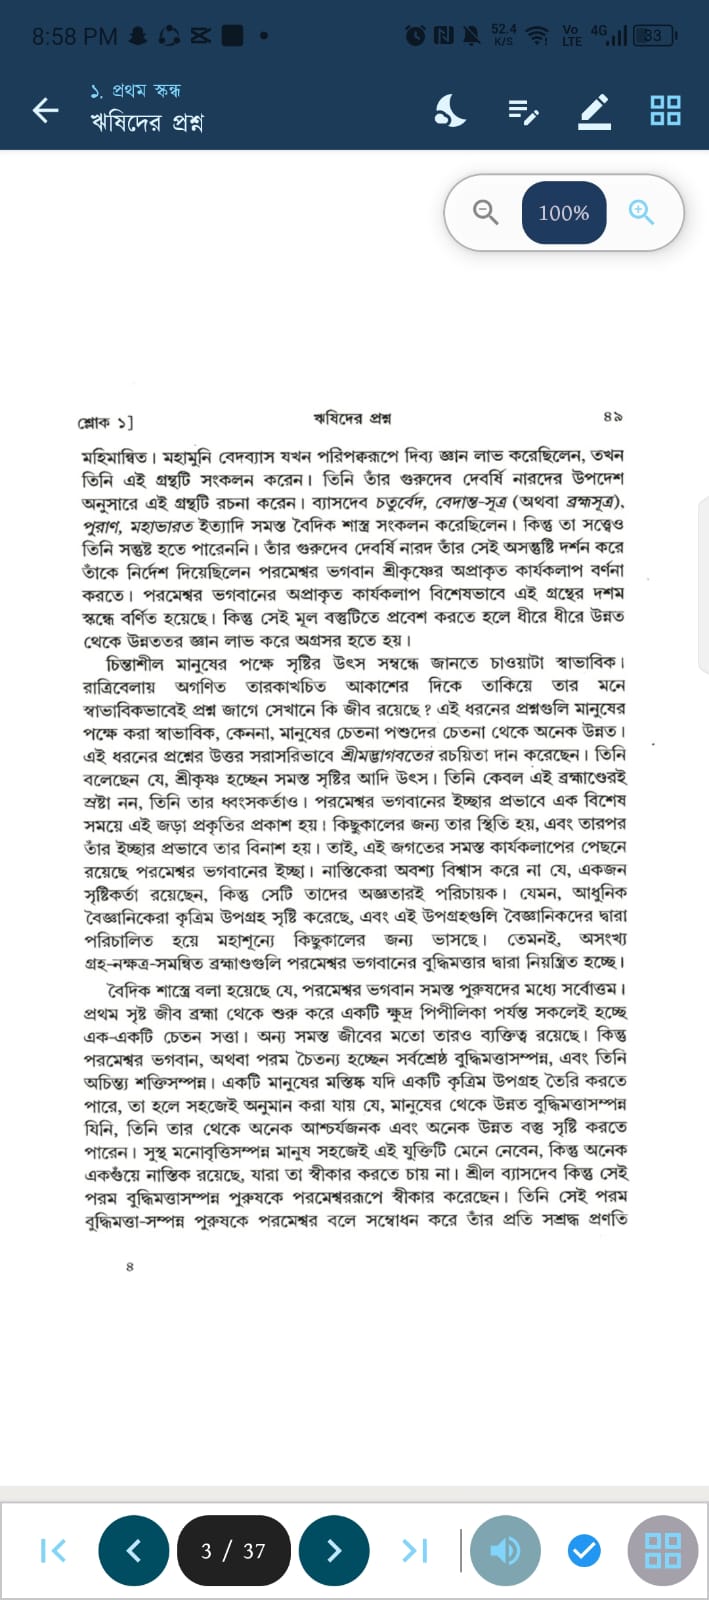 8:58 PM
52.4 K/S
Vo LTE
4G
33
১. প্রথম স্কন্ধ
ঋষিদের প্রশ্ন
100%
শ্লোক ১] ঋষিদের প্রশ্ন ৪৯
মহিমান্বিত। মহামুনি বেদব্যাস যখন পরিপক্বরূপে দিব্য জ্ঞান লাভ করেছিলেন, তখন
তিনি এই গ্রন্থটি সংকলন করেন। তিনি তাঁর গুরুদেব দেবর্ষি নারদের উপদেশ
অনুসারে এই গ্রন্থটি রচনা করেন। ব্যাসদেব চতুর্বেদ, বেদান্ত-সূত্র (অথবা ব্রহ্মসূত্র),
পুরাণ, মহাভারত ইত্যাদি সমস্ত বৈদিক শাস্ত্র সংকলন করেছিলেন। কিন্তু তা সত্ত্বেও
তিনি সন্তুষ্ট হতে পারেননি। তাঁর গুরুদেব দেবর্ষি নারদ তাঁর সেই অসন্তুষ্টি দর্শন করে
তাঁকে নির্দেশ দিয়েছিলেন পরমেশ্বর ভগবান শ্রীকৃষ্ণের অপ্রাকৃত কার্যকলাপ বর্ণনা
করতে। পরমেশ্বর ভগবানের অপ্রাকৃত কার্যকলাপ বিশেষভাবে এই গ্রন্থের দশম
স্কন্ধে বর্ণিত হয়েছে। কিন্তু সেই মূল বস্তুটিতে প্রবেশ করতে হলে ধীরে ধীরে উন্নত
থেকে উন্নততর জ্ঞান লাভ করে অগ্রসর হতে হয়।
চিন্তাশীল মানুষের পক্ষে সৃষ্টির উৎস সম্বন্ধে জানতে চাওয়াটা স্বাভাবিক।
রাত্রিবেলায় অগণিত তারকাখচিত আকাশের দিকে তাকিয়ে তার মনে
স্বাভাবিকভাবেই প্রশ্ন জাগে সেখানে কি জীব রয়েছে? এই ধরনের প্রশ্নগুলি মানুষের
পক্ষে করা স্বাভাবিক, কেননা, মানুষের চেতনা পশুদের চেতনা থেকে অনেক উন্নত।
এই ধরনের প্রশ্নের উত্তর সরাসরিভাবে শ্রীমদ্ভাগবতের রচয়িতা দান করেছেন। তিনি
বলেছেন যে, শ্রীকৃষ্ণ হচ্ছেন সমস্ত সৃষ্টির আদি উৎস। তিনি কেবল এই ব্রহ্মাণ্ডেরই
স্রষ্টা নন, তিনি তার ধ্বংসকর্তাও। পরমেশ্বর ভগবানের ইচ্ছার প্রভাবে এক বিশেষ
সময়ে এই জড়া প্রকৃতির প্রকাশ হয়। কিছুকালের জন্য তার স্থিতি হয়, এবং তারপর
তাঁর ইচ্ছার প্রভাবে তার বিনাশ হয়। তাই, এই জগতের সমস্ত কার্যকলাপের পেছনে
রয়েছে পরমেশ্বর ভগবানের ইচ্ছা। নাস্তিকেরা অবশ্য বিশ্বাস করে না যে, একজন
সৃষ্টিকর্তা রয়েছেন, কিন্তু সেটি তাদের অজ্ঞতারই পরিচায়ক। যেমন, আধুনিক
বৈজ্ঞানিকেরা কৃত্রিম উপগ্রহ সৃষ্টি করেছে, এবং এই উপগ্রহগুলি বৈজ্ঞানিকদের দ্বারা
পরিচালিত হয়ে মহাশূন্যে কিছুকালের জন্য ভাসছে। তেমনই, অসংখ্য
গ্রহ-নক্ষত্র-সমন্বিত ব্রহ্মাণ্ডগুলি পরমেশ্বর ভগবানের বুদ্ধিমত্তার দ্বারা নিয়ন্ত্রিত হচ্ছে।
বৈদিক শাস্ত্রে বলা হয়েছে যে, পরমেশ্বর ভগবান সমস্ত পুরুষদের মধ্যে সর্বোত্তম।
প্রথম সৃষ্ট জীব ব্রহ্মা থেকে শুরু করে একটি ক্ষুদ্র পিপীলিকা পর্যন্ত সকলেই হচ্ছে
এক-একটি চেতন সত্তা। অন্য সমস্ত জীবের মতো তারও ব্যক্তিত্ব রয়েছে। কিন্তু
পরমেশ্বর ভগবান, অথবা পরম চৈতন্য হচ্ছেন সর্বশ্রেষ্ঠ বুদ্ধিমত্তাসম্পন্ন, এবং তিনি
অচিন্ত্য শক্তিসম্পন্ন। একটি মানুষের মস্তিষ্ক যদি একটি কৃত্রিম উপগ্রহ তৈরি করতে
পারে, তা হলে সহজেই অনুমান করা যায় যে, মানুষের থেকে উন্নত বুদ্ধিমত্তাসম্পন্ন
যিনি, তিনি তার থেকে অনেক আশ্চর্যজনক এবং অনেক উন্নত বস্তু সৃষ্টি করতে
পারেন। সুস্থ মনোবৃত্তিসম্পন্ন মানুষ সহজেই এই যুক্তিটি মেনে নেবেন, কিন্তু অনেক
একগুঁয়ে নাস্তিক রয়েছে, যারা তা স্বীকার করতে চায় না। শ্রীল ব্যাসদেব কিন্তু সেই
পরম বুদ্ধিমত্তাসম্পন্ন পুরুষকে পরমেশ্বররূপে স্বীকার করেছেন। তিনি সেই পরম
বুদ্ধিমত্তা-সম্পন্ন পুরুষকে পরমেশ্বর বলে সম্বোধন করে তাঁর প্রতি সশ্রদ্ধ প্রণতি
৪
3 / 37